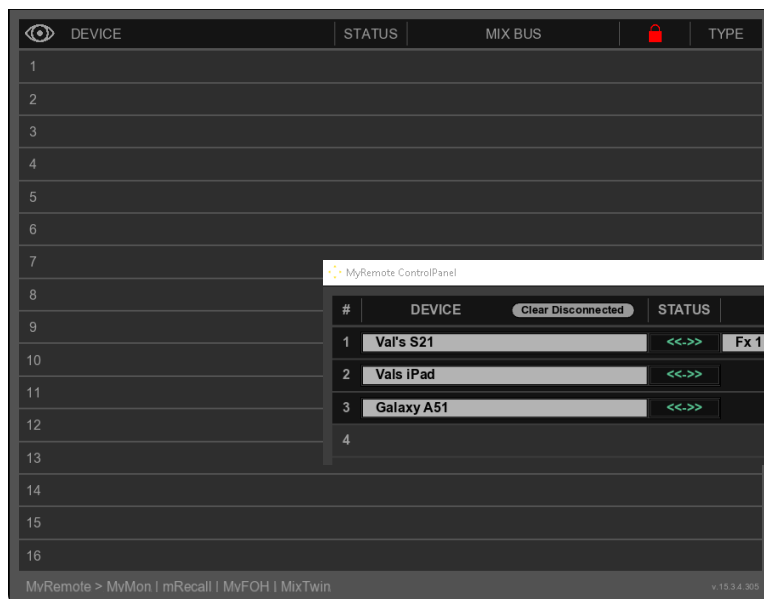 DEVICE STATUS MIX BUS TYPE
1
2
3
4
5
6
7
8
9
10
11
12
13
14
15
16
MyRemote ControlPanel
# DEVICE Clear Disconnected STATUS
1 Val's S21 <<->> Fx 1
2 Vals iPad <<->>
3 Galaxy A51 <<->>
4
MyRemote > MyMon | mRecall | MyFOH | MixTwin v.15.3.4.305